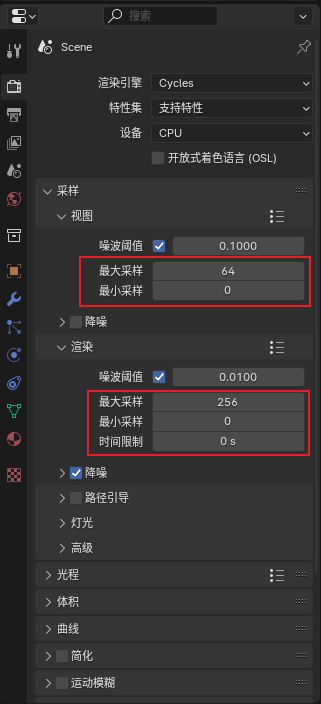 搜索
Scene
渲染引擎 Cycles
特性集 支持特性
设备 CPU
开放式着色语言 (OSL)
采样
视图
噪波阈值 0.1000
最大采样 64
最小采样 0
降噪
渲染
噪波阈值 0.0100
最大采样 256
最小采样 0
时间限制 0 s
降噪
路径引导
灯光
高级
光程
体积
曲线
简化
运动模糊